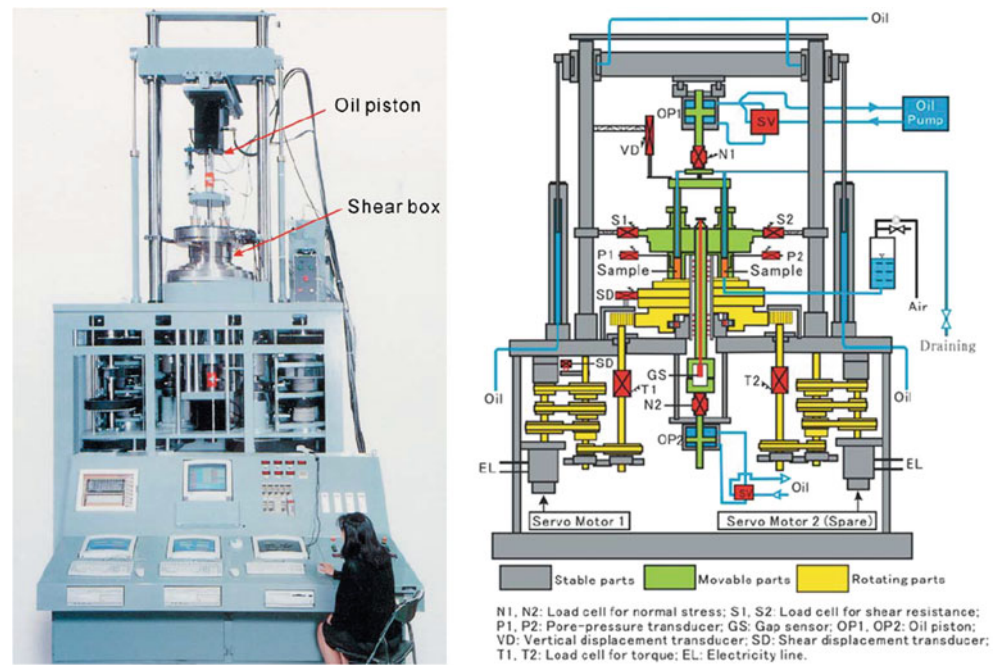 Oil piston
Shear box
Oil
OP1
SV
Oil
Pump
VD
N1
S1
S2
P1
P2
Sample
Sample
SD
Air
Draining
SD
GS
T1
T2
Oil
N2
Oil
OP2
EL
EL
SV
Oil
Servo Motor 1
Servo Motor 2 (Spare)
Stable parts
Movable parts
Rotating parts
N1, N2: Load cell for normal stress; S1, S2: Load cell for shear resistance;
P1, P2: Pore-pressure transducer; GS: Gap sensor; OP1, OP2: Oil piston;
VD: Vertical displacement transducer; SD: Shear displacement transducer;
T1, T2: Load cell for torque; EL: Electricity line.